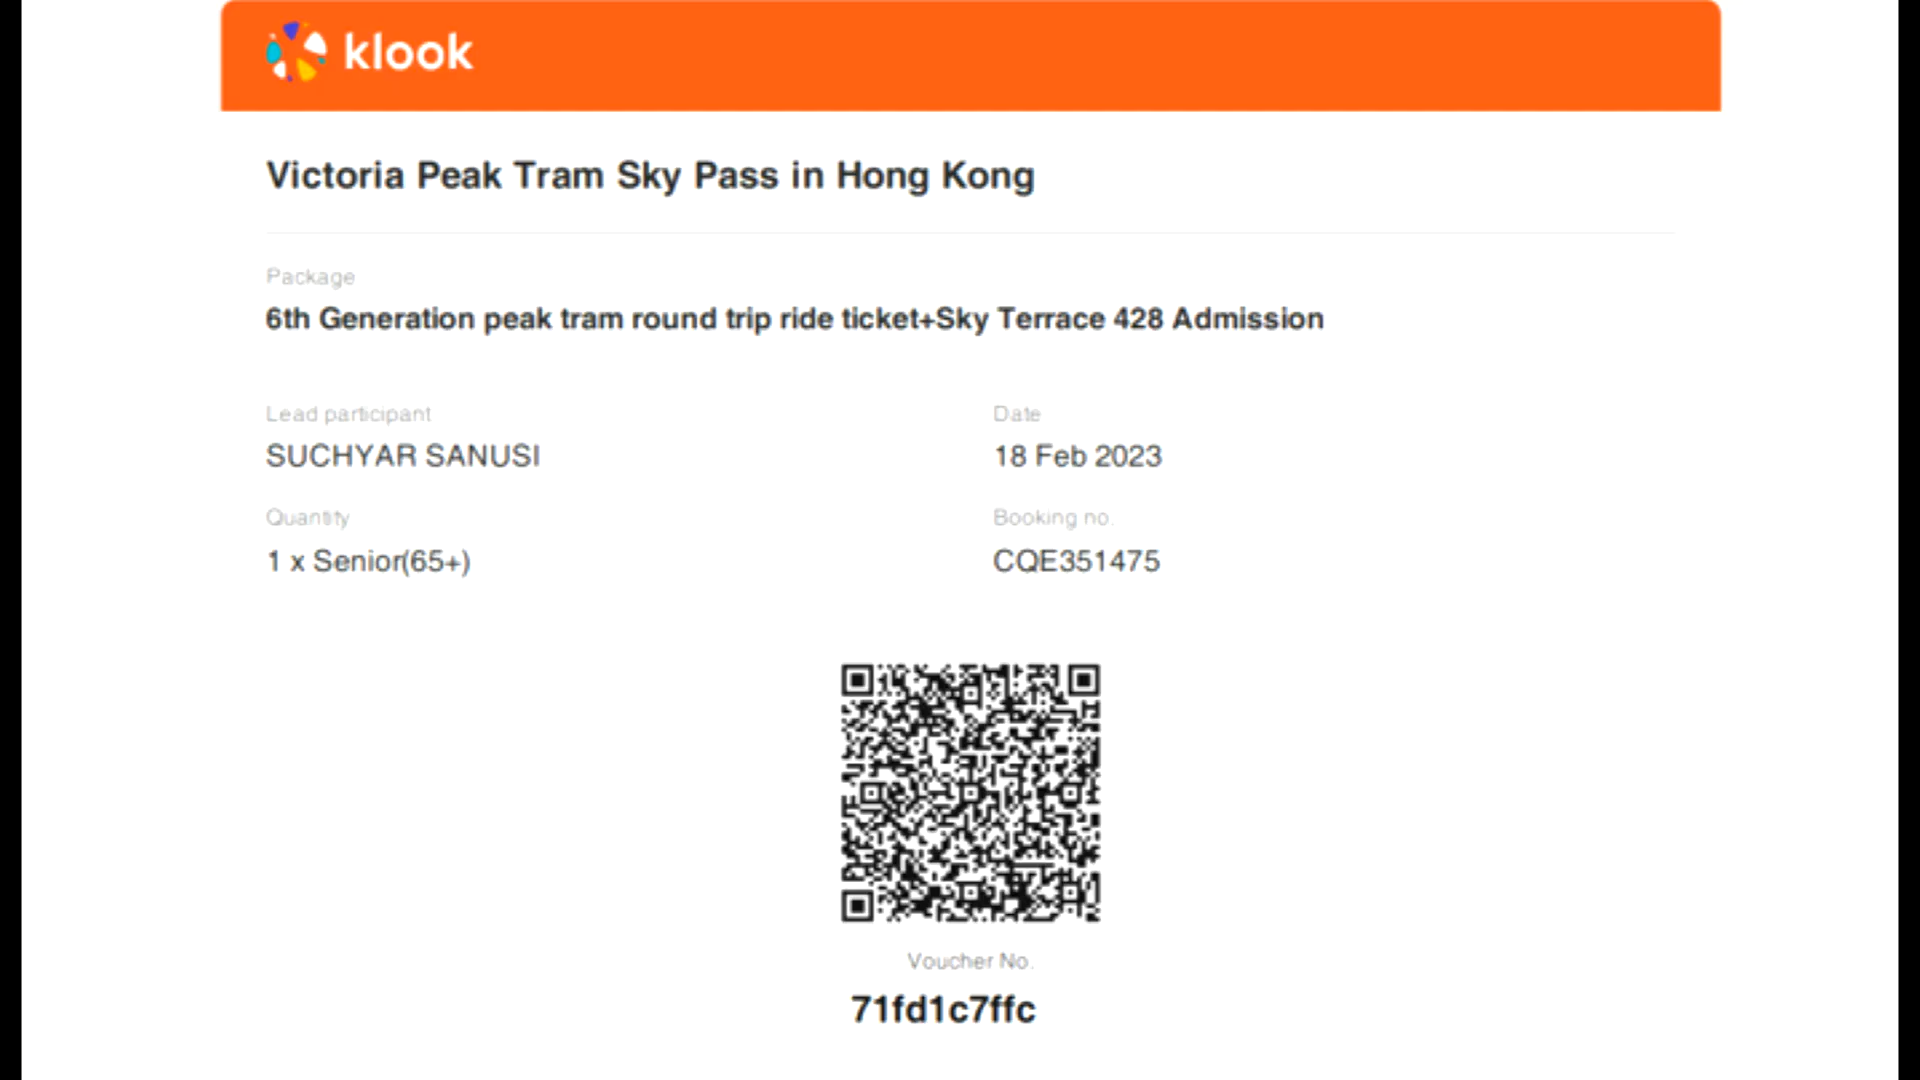 klook
Victoria Peak Tram Sky Pass in Hong Kong
Package
6th Generation peak tram round trip ride ticket+Sky Terrace 428 Admission
Lead participant
SUCHYAR SANUSI
Date
18 Feb 2023
Quantity
1 x Senior(65+)
Booking no.
CQE351475
Voucher No.
71fd1c7ffc